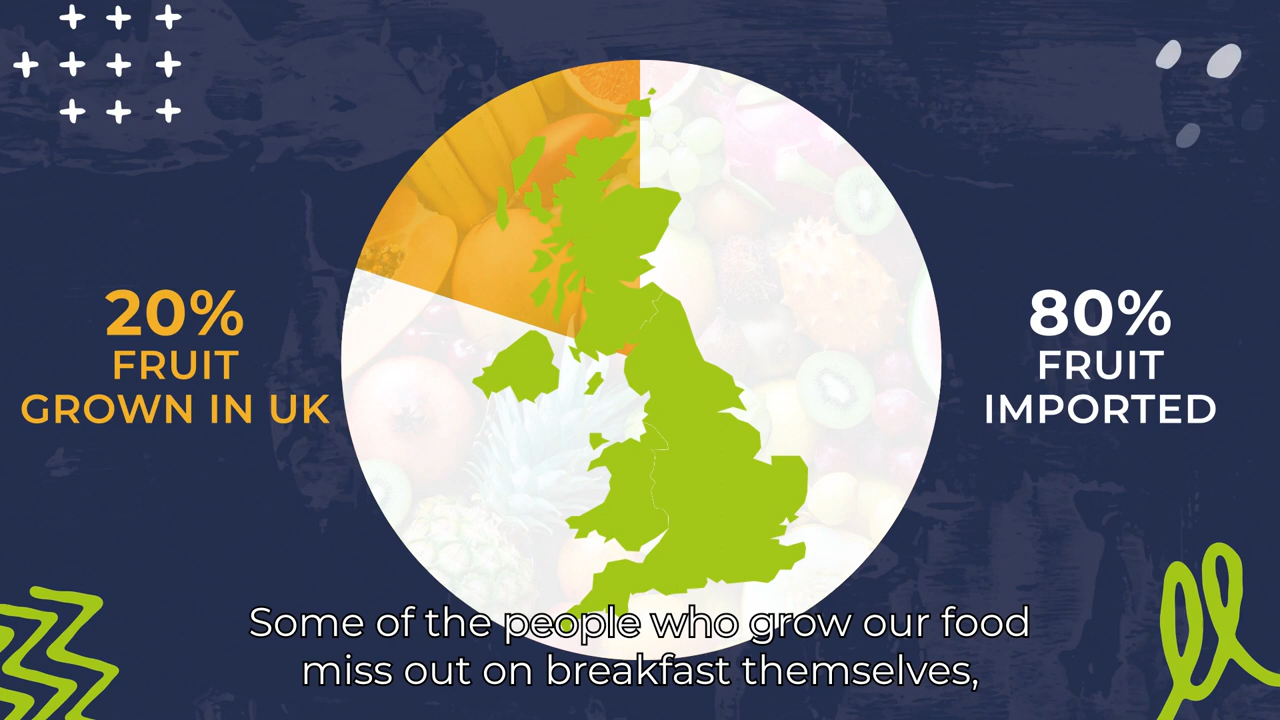 20%
FRUIT
GROWN IN UK
80%
FRUIT
IMPORTED
Some of the people who grow our food
miss out on breakfast themselves,